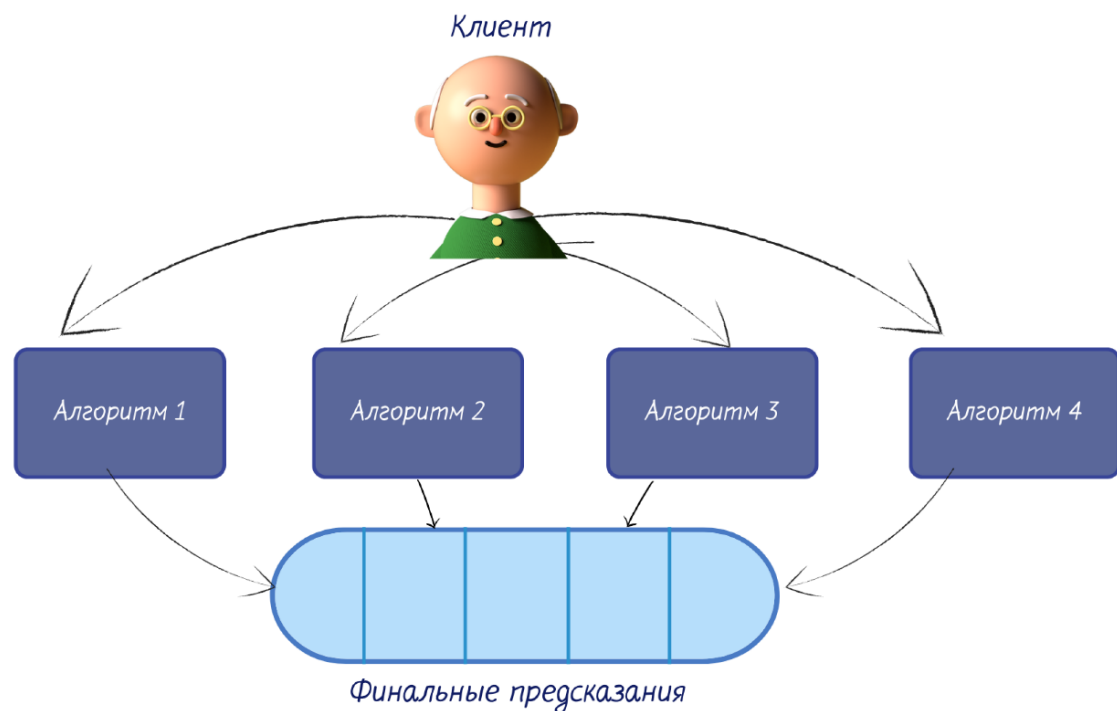 Клиент
Алгоритм 1
Алгоритм 2
Алгоритм 3
Алгоритм 4
Финальные предсказания